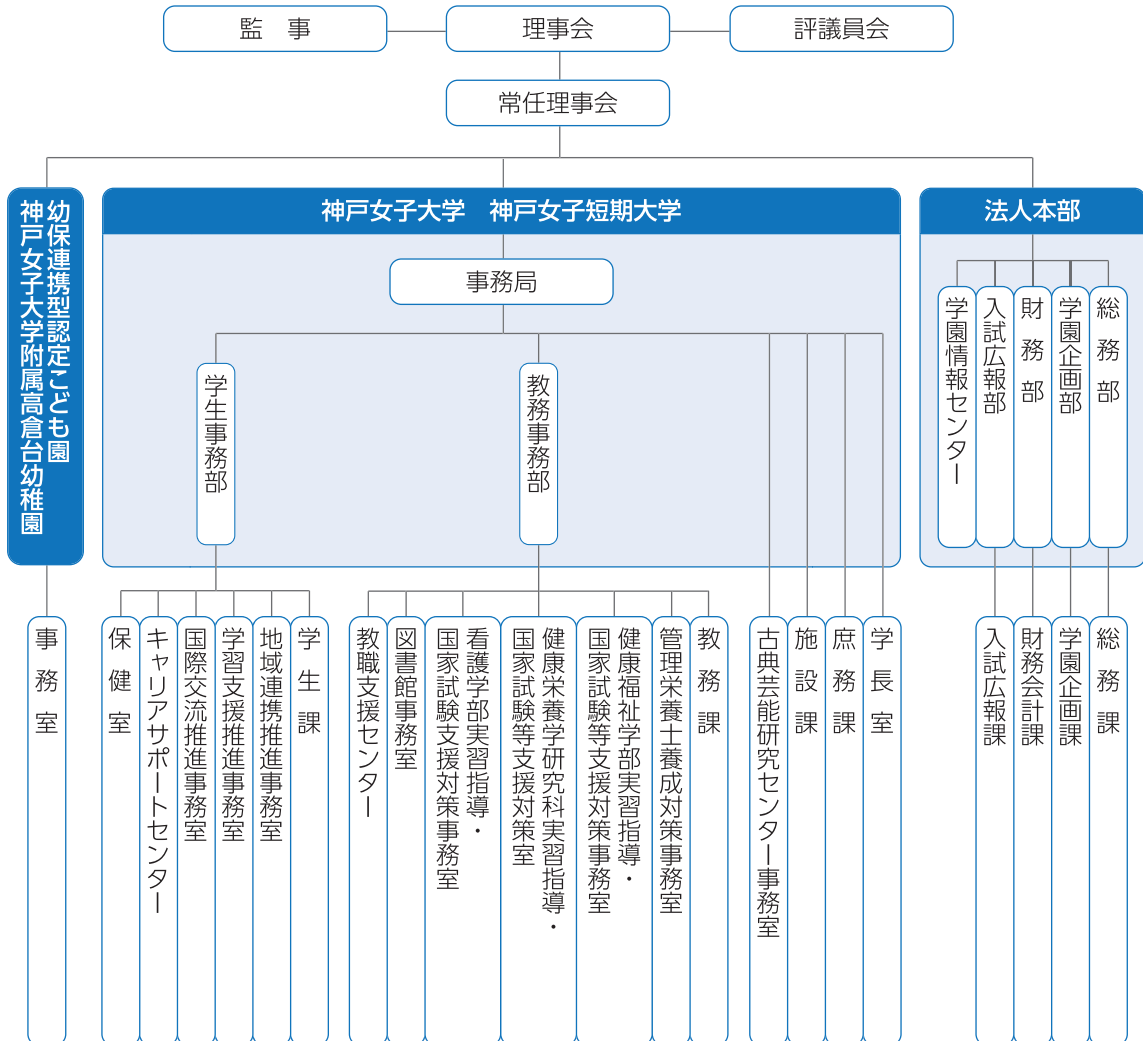 監　事
理事会
評議員会
常任理事会
幼保連携型認定こども園
神戸女子大学附属高倉台幼稚園
神戸女子大学　神戸女子短期大学
法人本部
事務局
学生事務部
教務事務部
総務部
学園企画部
財務部
入試広報部
学園情報センター
総務課
学園企画課
財務会計課
入試広報課
学長室
庶務課
施設課
古典芸能研究センター事務室
教務課
管理栄養士養成対策事務室
健康福祉学部実習指導・
国家試験等支援対策事務室
健康栄養学研究科実習指導・
国家試験等支援対策室
看護学部実習指導・
国家試験支援対策事務室
図書館事務室
教職支援センター
学生課
地域連携推進事務室
学習支援推進事務室
国際交流推進事務室
キャリアサポートセンター
保健室
事務室